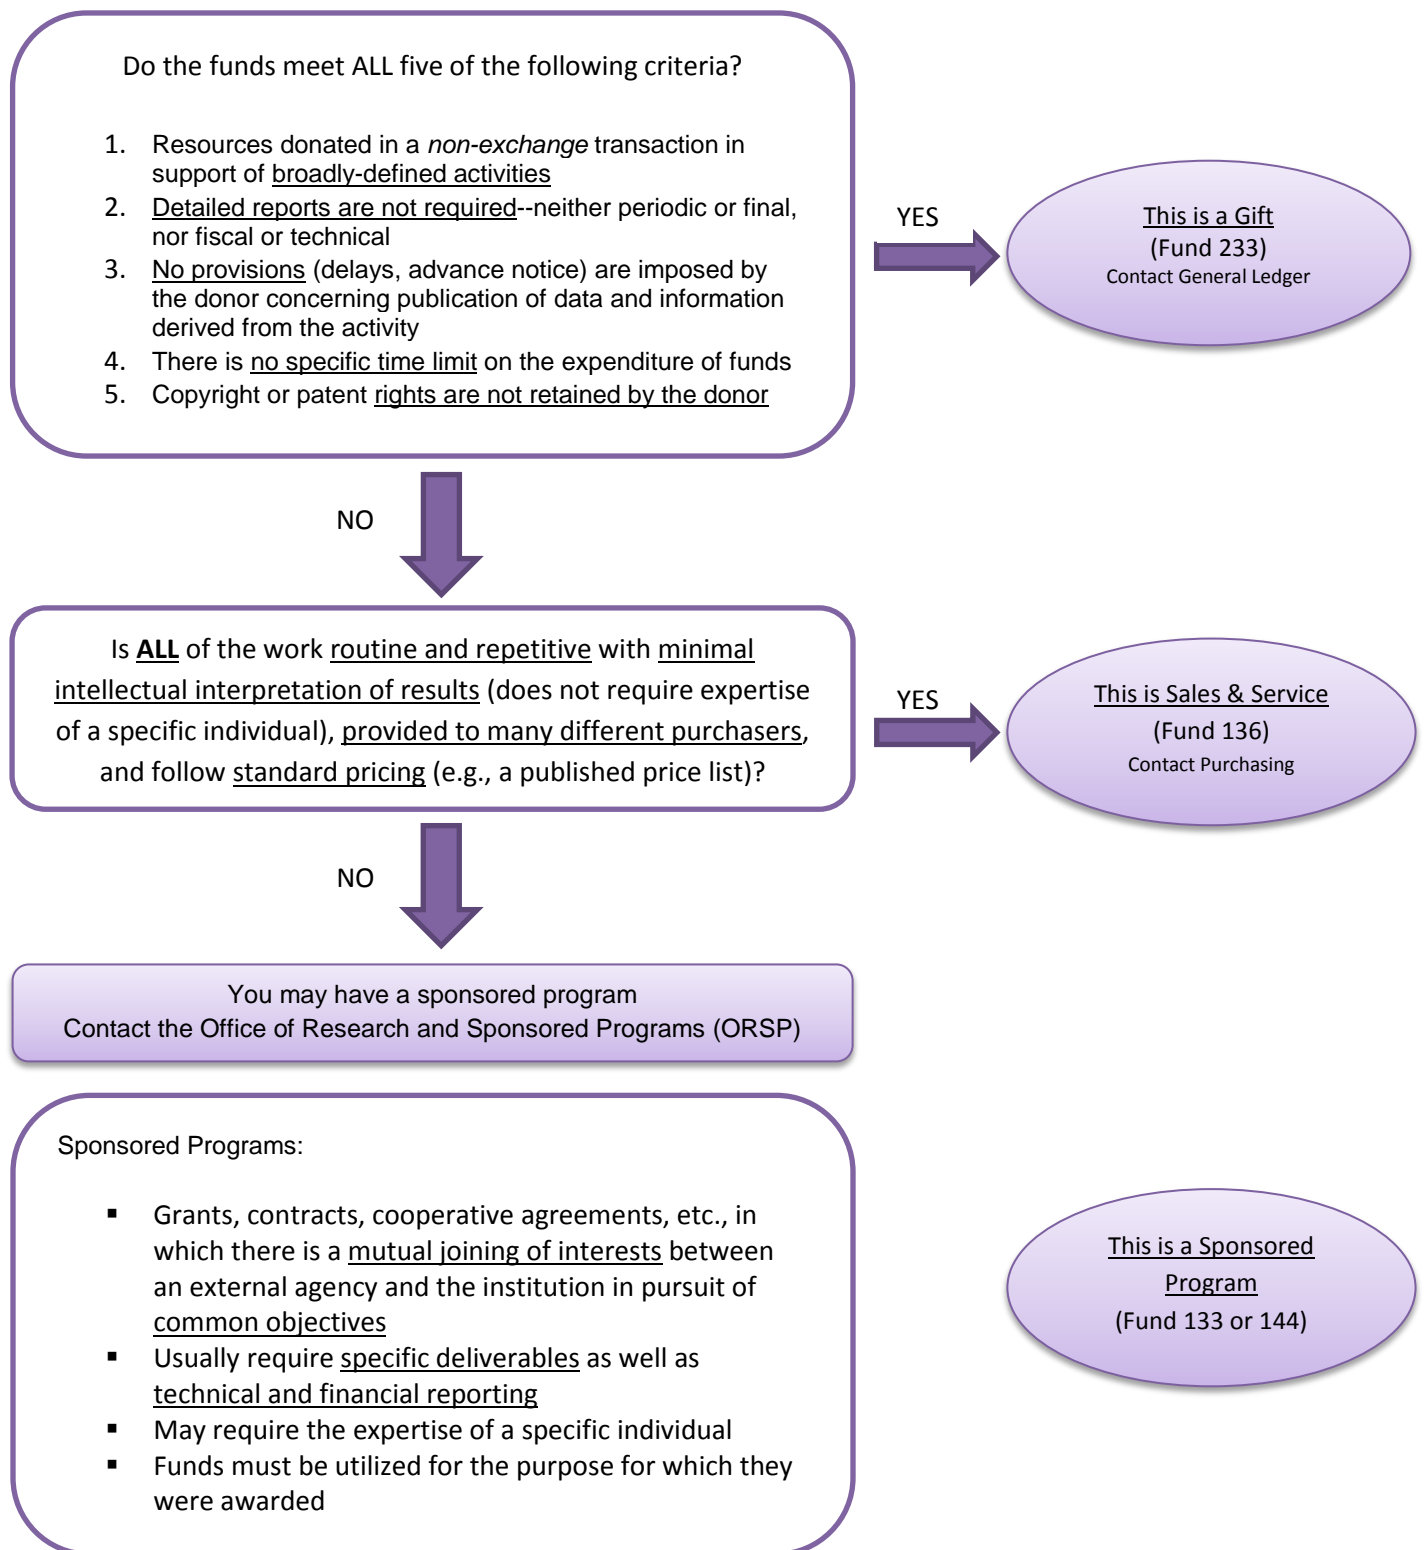 Do the funds meet ALL five of the following criteria?
1. Resources donated in a non-exchange transaction in
support of broadly-defined activities
2. Detailed reports are not required--neither periodic or final,
nor fiscal or technical
3. No provisions (delays, advance notice) are imposed by
the donor concerning publication of data and information
derived from the activity
4. There is no specific time limit on the expenditure of funds
5. Copyright or patent rights are not retained by the donor
YES
This is a Gift
(Fund 233)
Contact General Ledger
NO
Is ALL of the work routine and repetitive with minimal
intellectual interpretation of results (does not require expertise
of a specific individual), provided to many different purchasers,
and follow standard pricing (e.g., a published price list)?
YES
This is Sales & Service
(Fund 136)
Contact Purchasing
NO
You may have a sponsored program
Contact the Office of Research and Sponsored Programs (ORSP)
Sponsored Programs:
▪ Grants, contracts, cooperative agreements, etc., in
which there is a mutual joining of interests between
an external agency and the institution in pursuit of
common objectives
▪ Usually require specific deliverables as well as
technical and financial reporting
▪ May require the expertise of a specific individual
▪ Funds must be utilized for the purpose for which they
were awarded
This is a Sponsored
Program
(Fund 133 or 144)